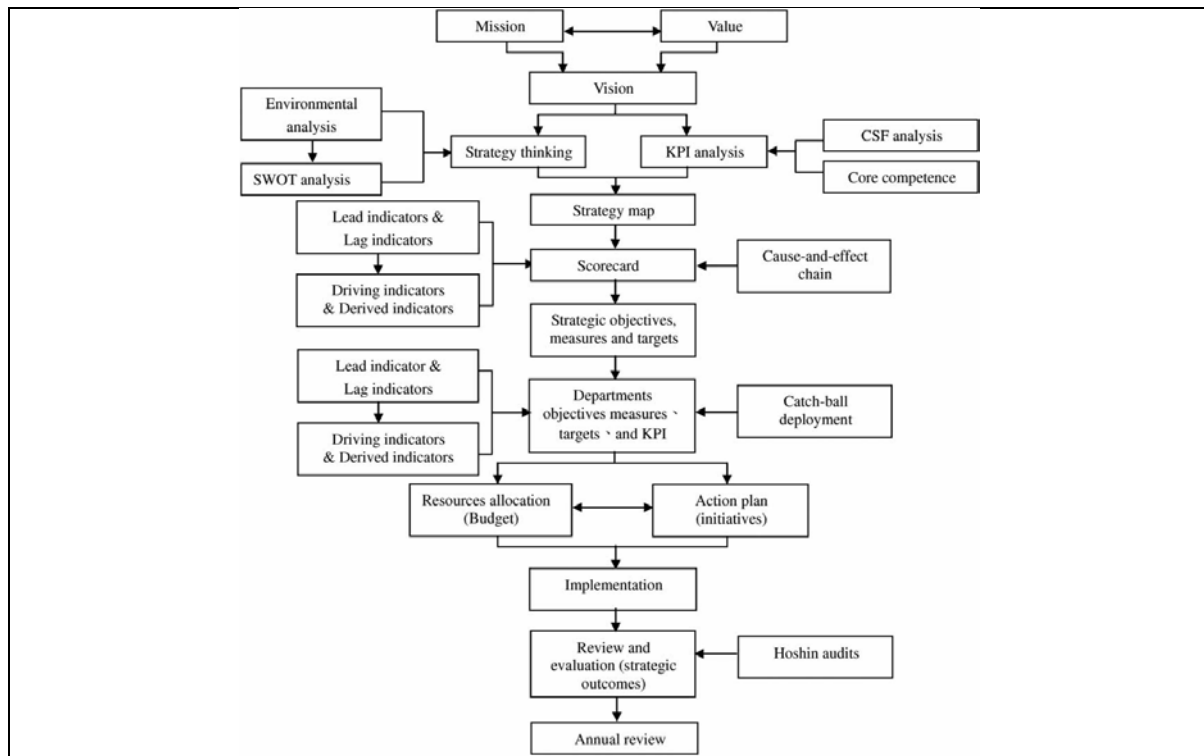 Mission
Value
Vision
Environmental
analysis
SWOT analysis
Strategy thinking
KPI analysis
CSF analysis
Core competence
Strategy map
Lead indicators &
Lag indicators
Driving indicators
& Derived indicators
Scorecard
Cause-and-effect
chain
Strategic objectives,
measures and targets
Lead indicator &
Lag indicators
Driving indicators
& Derived indicators
Departments
objectives measures、
targets、and KPI
Catch-ball
deployment
Resources allocation
(Budget)
Action plan
(initiatives)
Implementation
Review and
evaluation (strategic
outcomes)
Hoshin audits
Annual review